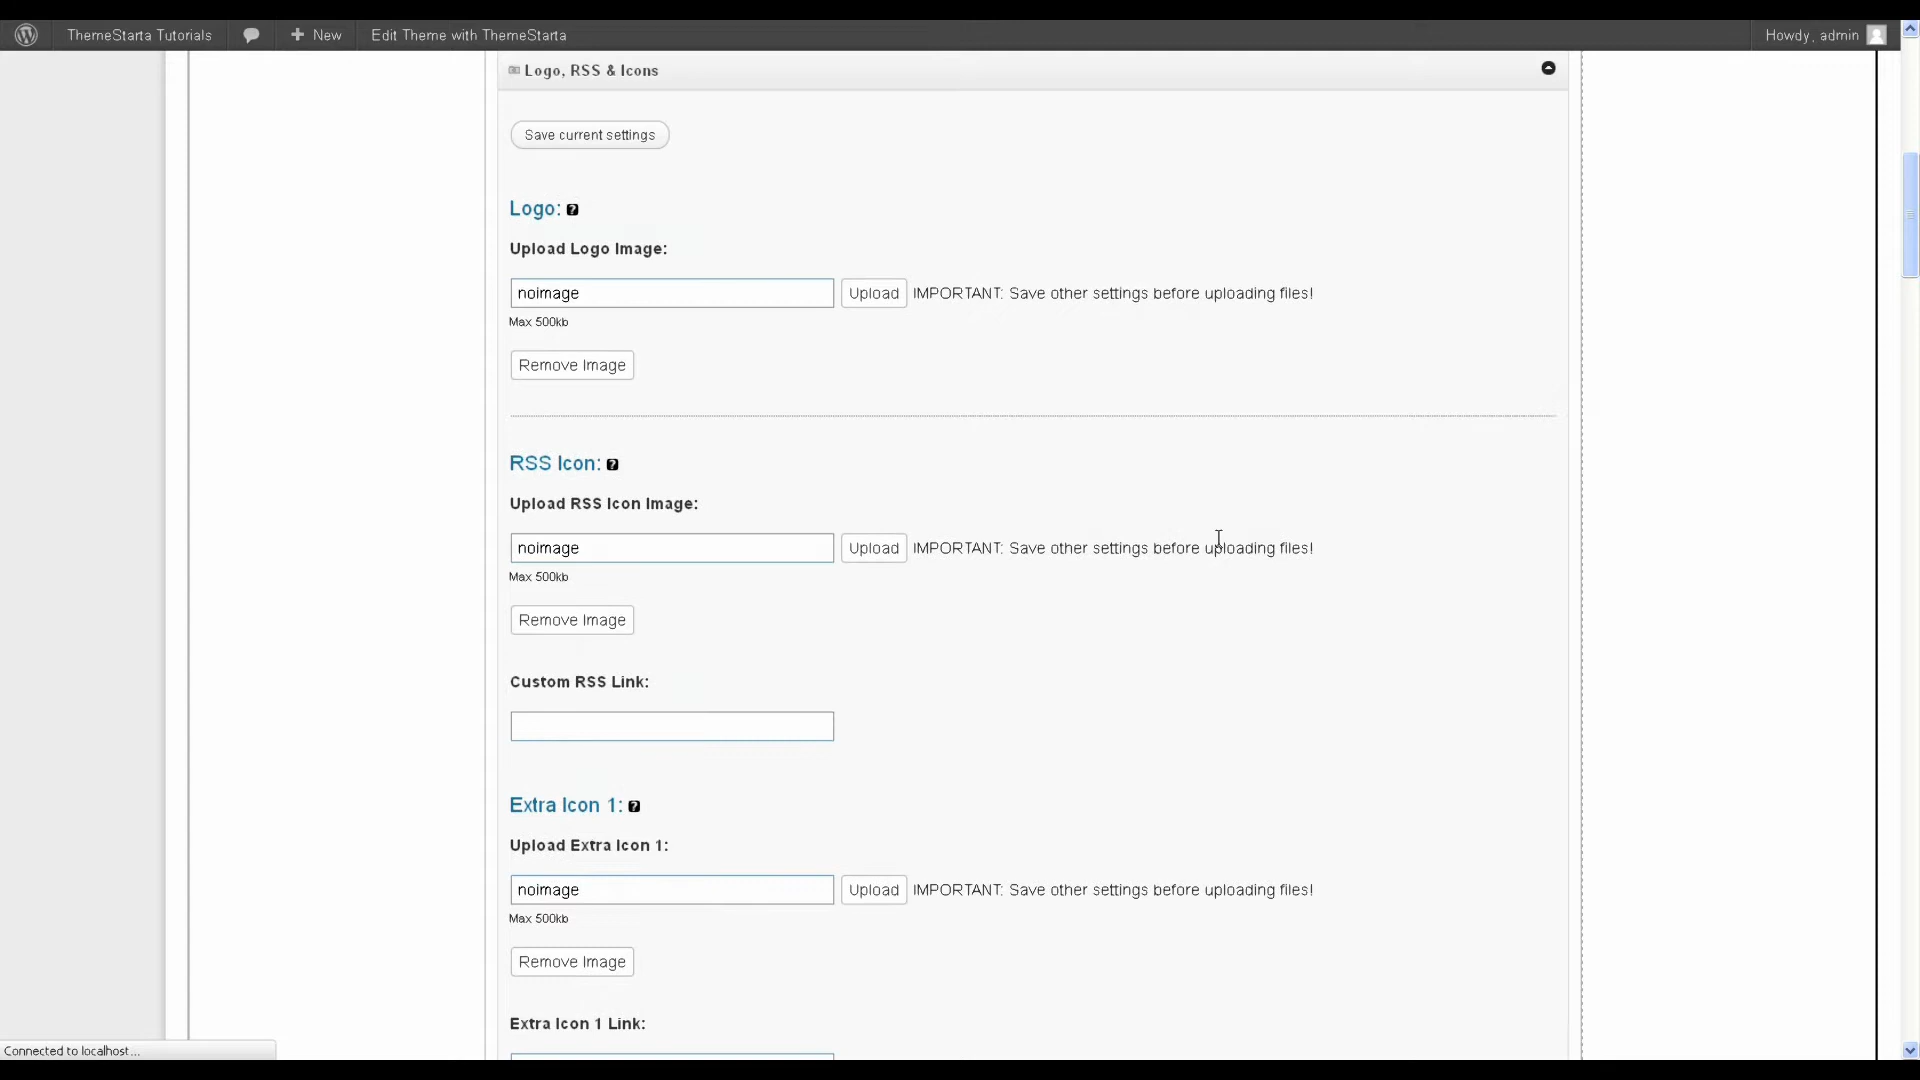 ThemeStarta Tutorials New Edit Theme with ThemeStarta Howdy, admin
Logo, RSS & Icons
Save current settings
Logo: ?
Upload Logo Image:
noimage Upload IMPORTANT: Save other settings before uploading files!
Max 500kb
Remove Image
RSS Icon: ?
Upload RSS Icon Image:
noimage Upload IMPORTANT: Save other settings before uploading files!
Max 500kb
Remove Image
Custom RSS Link:
Extra Icon 1: ?
Upload Extra Icon 1:
noimage Upload IMPORTANT: Save other settings before uploading files!
Max 500kb
Remove Image
Extra Icon 1 Link:
Connected to localhost...